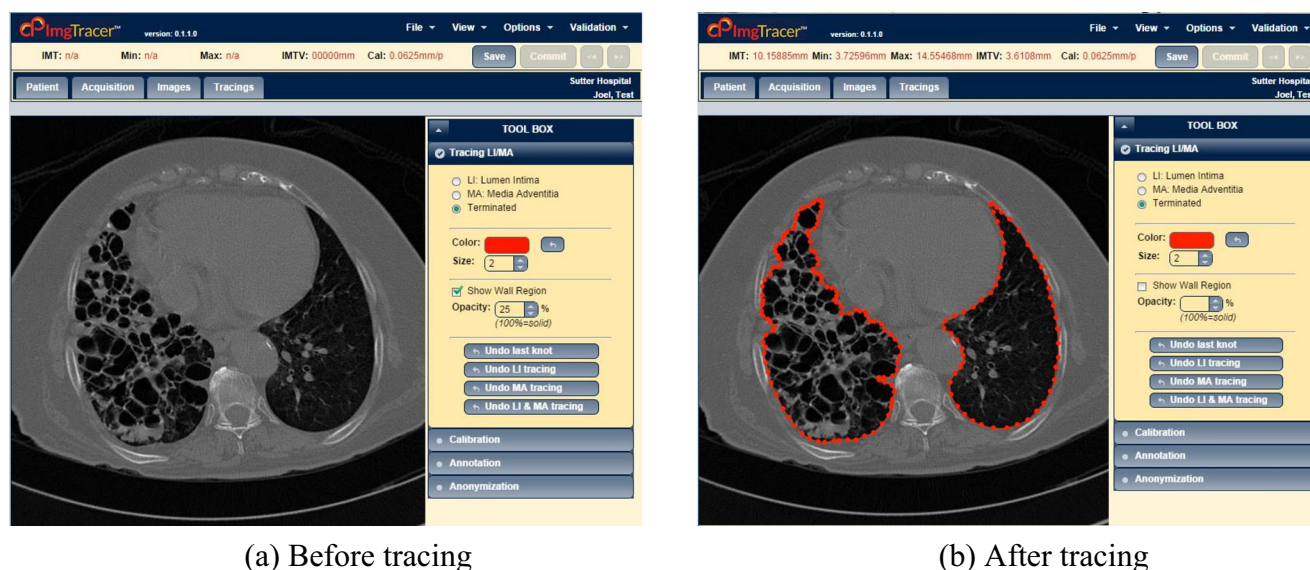 cPImgTracer™ version: 0.1.1.0 File View Options Validation
IMT: n/a Min: n/a Max: n/a IMTV: 00000mm Cal: 0.0625mm/p Save Commit
Patient Acquisition Images Tracings Sutter Hospital
Joel, Test
TOOL BOX
Tracing LI/MA
LI: Lumen Intima
MA: Media Adventitia
Terminated
Color:
Size: 2
Show Wall Region
Opacity: 25 %
(100%=solid)
Undo last knot
Undo LI tracing
Undo MA tracing
Undo LI & MA tracing
Calibration
Annotation
Anonymization
(a) Before tracing
cPImgTracer™ version: 0.1.1.0 File View Options Validation
IMT: 10.15885mm Min: 3.72596mm Max: 14.55468mm IMTV: 3.6108mm Cal: 0.0625mm/p Save Commit
Patient Acquisition Images Tracings Sutter Hospita
Joel, Tes
TOOL BOX
Tracing LI/MA
LI: Lumen Intima
MA: Media Adventitia
Terminated
Color:
Size: 2
Show Wall Region
Opacity: %
(100%=solid)
Undo last knot
Undo LI tracing
Undo MA tracing
Undo LI & MA tracing
Calibration
Annotation
Anonymization
(b) After tracing